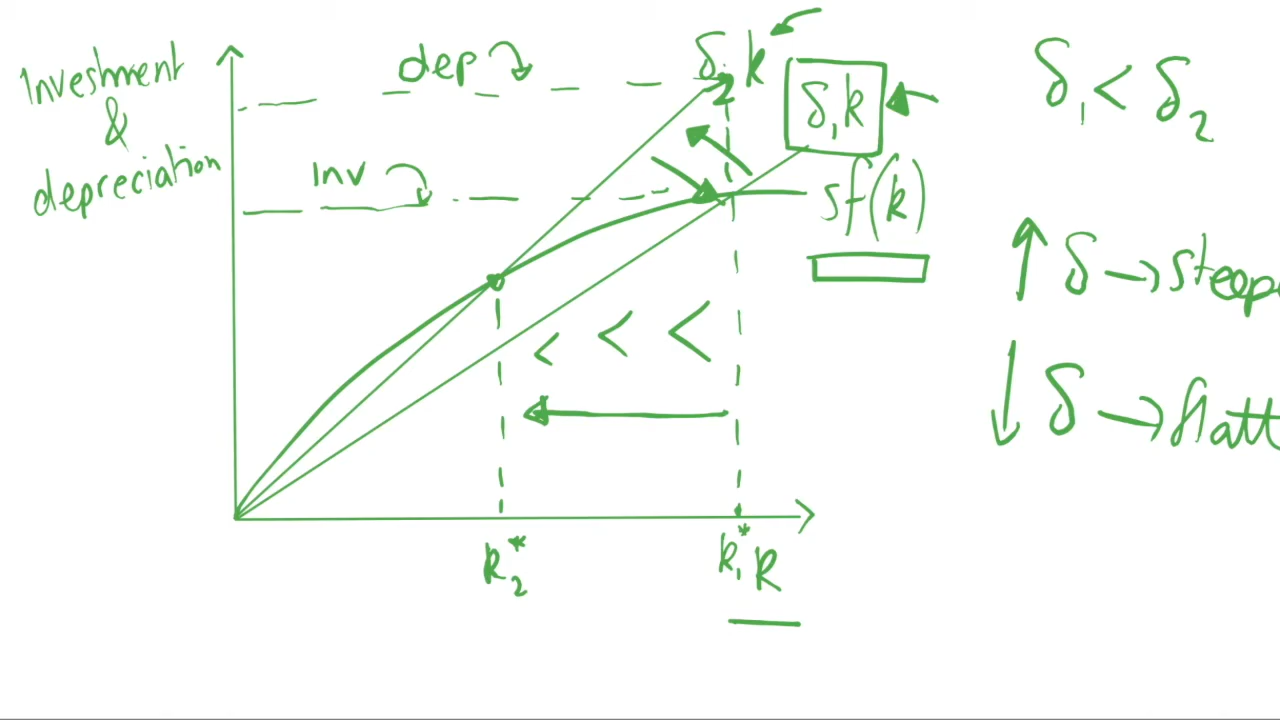 Investment
&
depreciation
dep
Inv
δ₂k
δ₁k
sf(k)
k₂*
k₁*
k
δ₁ < δ₂
↑ δ → steep
↓ δ → flatt